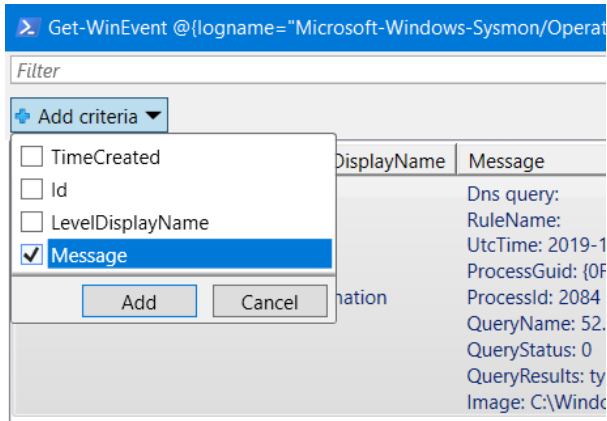 Get-WinEvent @{logname="Microsoft-Windows-Sysmon/Operat
Filter
Add criteria
TimeCreated
Id
LevelDisplayName
Message
Add Cancel
DisplayName Message
Dns query:
RuleName:
UtcTime: 2019-1
ProcessGuid: {0F
nation ProcessId: 2084
QueryName: 52.
QueryStatus: 0
QueryResults: ty
Image: C:\Windo